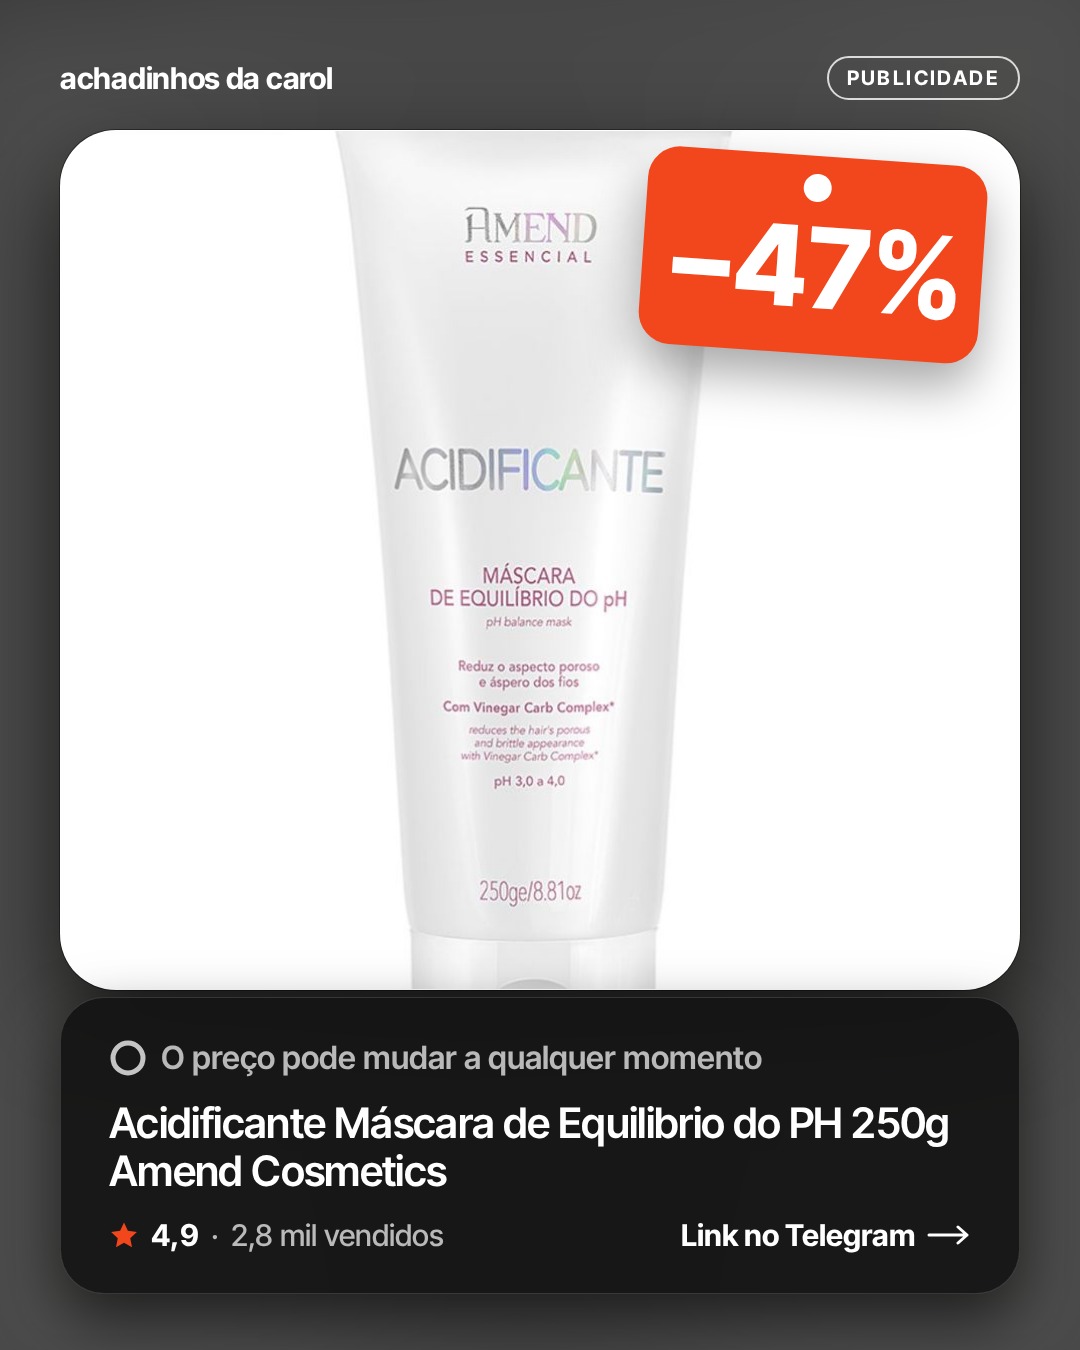 achadinhos da carol
PUBLICIDADE
AMEND
ESSENCIAL
−47%
ACIDIFICANTE
MÁSCARA
DE EQUILÍBRIO DO pH
pH balance mask
Reduz o aspecto poroso
e áspero dos fios
Com Vinegar Carb Complex*
reduces the hair's porous
and brittle appearance
with Vinegar Carb Complex*
pH 3,0 a 4,0
250ge/8.81oz
O preço pode mudar a qualquer momento
Acidificante Máscara de Equilibrio do PH 250g
Amend Cosmetics
4,9 · 2,8 mil vendidos
Link no Telegram →